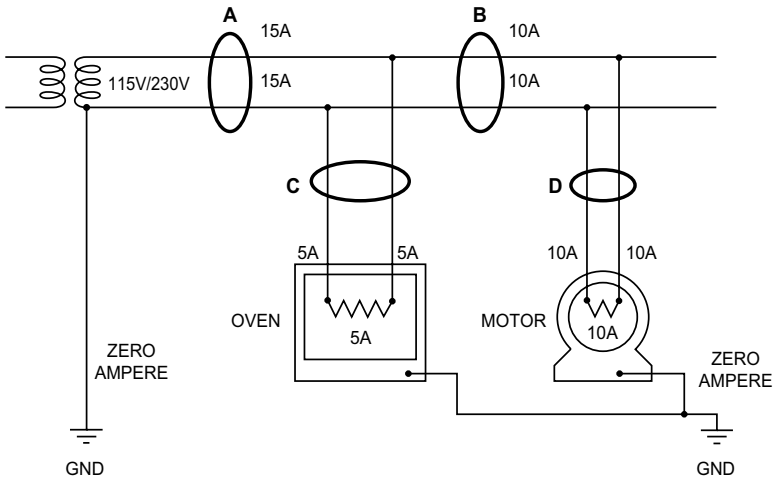 A
B
15A
10A
115V/230V
15A
10A
C
D
5A
5A
10A
10A
OVEN
5A
MOTOR
10A
ZERO
AMPERE
ZERO
AMPERE
GND
GND